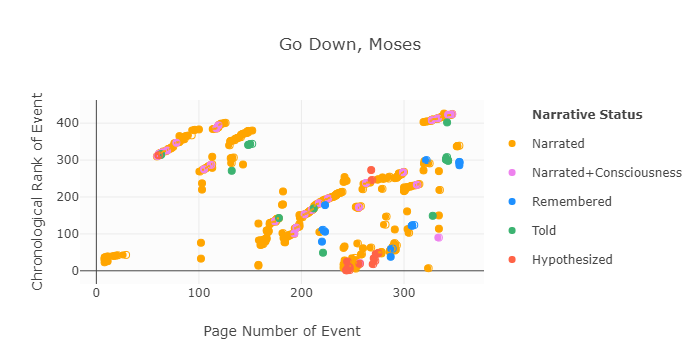 Go Down, Moses
Chronological Rank of Event
400
300
200
100
0
0
100
200
300
Page Number of Event
Narrative Status
Narrated
Narrated+Consciousness
Remembered
Told
Hypothesized